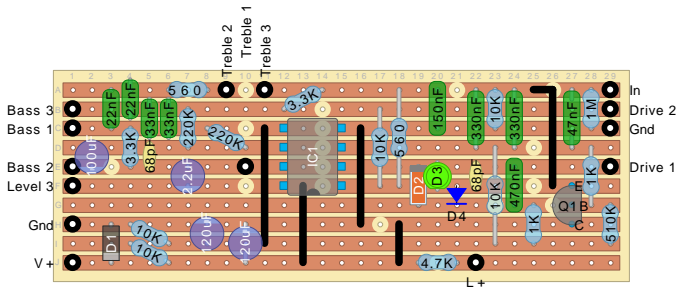 Treble 2
Treble 1
Treble 3
1 2 3 4 5 6 7 8 9 10 11 12 13 14 15 16 17 18 19 20 21 22 23 24 25 26 27 28 29
In
Bass 3
Drive 2
Bass 1
Gnd
Bass 2
Drive 1
Level 3
Gnd
V +
L +
22nF
22nF
33nF
33nF
560
3.3K
150nF
330nF
10K
330nF
47nF
1M
3.3K
68pF
220K
220K
IC1
10K
560
100uF
2.2uF
D2
D3
68pF
470nF
1K
D4
10K
E
Q1B
C
1K
510K
D1
10K
10K
120uF
120uF
4.7K